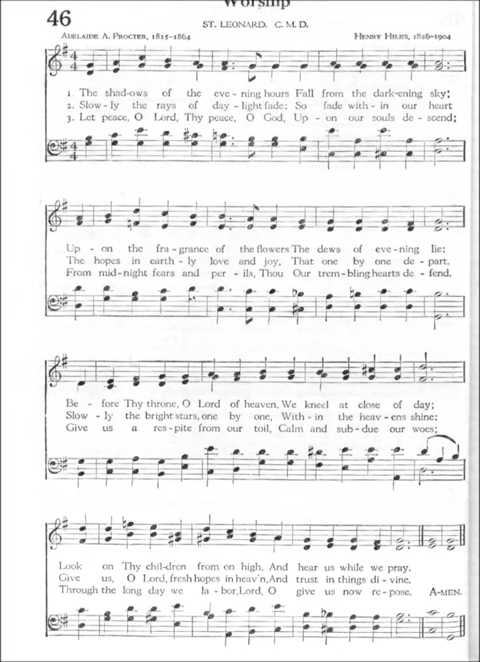 Worship
46
ST. LEONARD. C. M. D.
ADELAIDE A. PROCTER, 1825-1864 HENRY HILES, 1826-1904
1. The shad-ows of the eve-ning hours Fall from the dark-ening sky;
2. Slow-ly the rays of day-light fade: So fade with-in our heart
3. Let peace, O Lord, Thy peace, O God, Up-on our souls de-scend;
Up-on the fra-grance of the flowers The dews of eve-ning lie:
The hopes in earth-ly love and joy, That one by one de-part.
From mid-night fears and per-ils, Thou Our trem-bling hearts de-fend.
Be-fore Thy throne, O Lord of heaven, We kneel at close of day;
Slow-ly the bright stars, one by one, With-in the heav-ens shine:
Give us a res-pite from our toil, Calm and sub-due our woes;
Look on Thy chil-dren from on high, And hear us while we pray.
Give us, O Lord, fresh hopes in heav'n, And trust in things di-vine.
Through the long day we la-bor, Lord, O give us now re-pose. A-MEN.